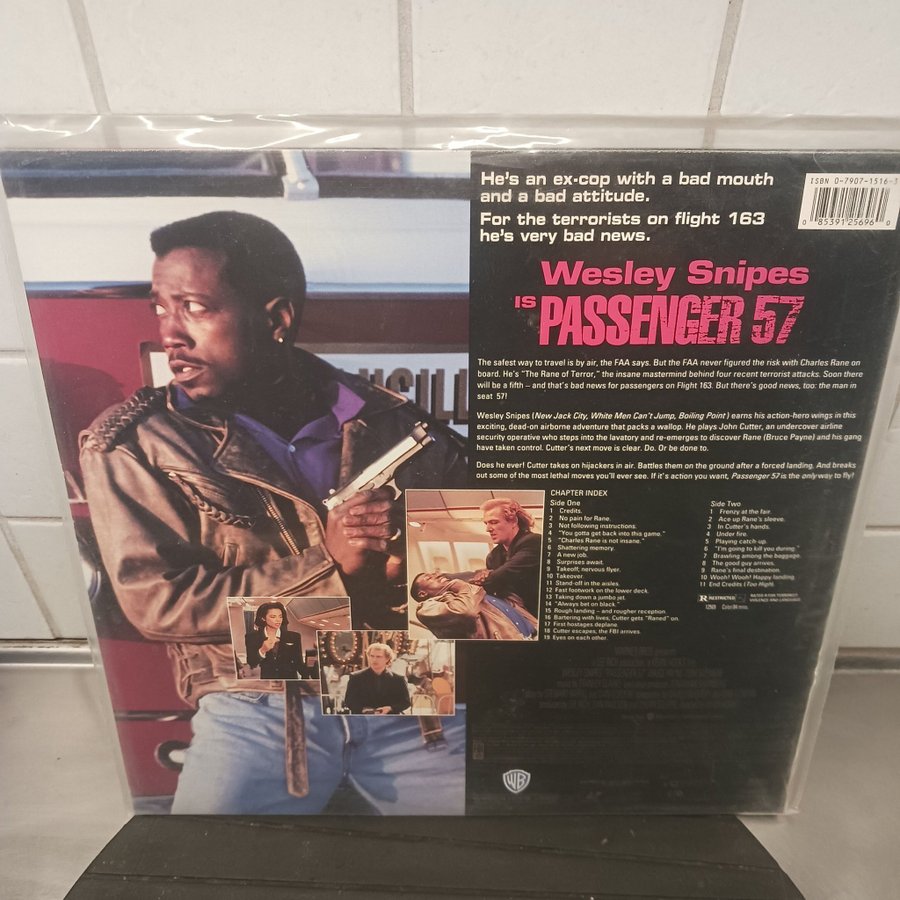 He's an ex-cop with a bad mouth
and a bad attitude.
For the terrorists on flight 163
he's very bad news.
ISBN 0-7907-1516-3
0 85391 25696 0
Wesley Snipes
IS PASSENGER 57
The safest way to travel is by air, the FAA says. But the FAA never figured the risk with Charles Rane on
board. He's "The Rane of Terror," the insane mastermind behind four recent terrorist attacks. Soon there
will be a fifth – and that's bad news for passengers on Flight 163. But there's good news, too: the man in
seat 57!
Wesley Snipes (New Jack City, White Men Can't Jump, Boiling Point) earns his action-hero wings in this
exciting, dead-on airborne adventure that packs a wallop. He plays John Cutter, an undercover airline
security operative who steps into the lavatory and re-emerges to discover Rane (Bruce Payne) and his gang
have taken control. Cutter's next move is clear. Do. Or be done to.
Does he ever! Cutter takes on hijackers in air. Battles them on the ground after a forced landing. And breaks
out some of the most lethal moves you'll ever see. If it's action you want, Passenger 57 is the only way to fly!
CHAPTER INDEX
Side One
1 Credits.
2 No pain for Rane.
3 Not following instructions.
4 "You gotta get back into this game."
5 "Charles Rane is not insane."
6 Shattering memory.
7 A new job.
8 Surprises await.
9 Takeoff, nervous flyer.
10 Takeover.
11 Stand-off in the aisles.
12 Fast footwork on the lower deck.
13 Taking down a jumbo jet.
14 "Always bet on black."
15 Rough landing – and rougher reception.
16 Bartering with lives, Cutter gets "Raned" on.
17 First hostages deplane.
18 Cutter escapes, the FBI arrives.
19 Eyes on each other.
Side Two
1 Frenzy at the fair.
2 Ace up Rane's sleeve.
3 In Cutter's hands.
4 Under fire.
5 Playing catch-up.
6 "I'm going to kill you during."
7 Brawling among the baggage.
8 The good guy arrives.
9 Rane's final destination.
10 Wooh! Wooh! Happy landing.
11 End Credits (Too High).
R RESTRICTED
12569 Color/84 mins.
WB